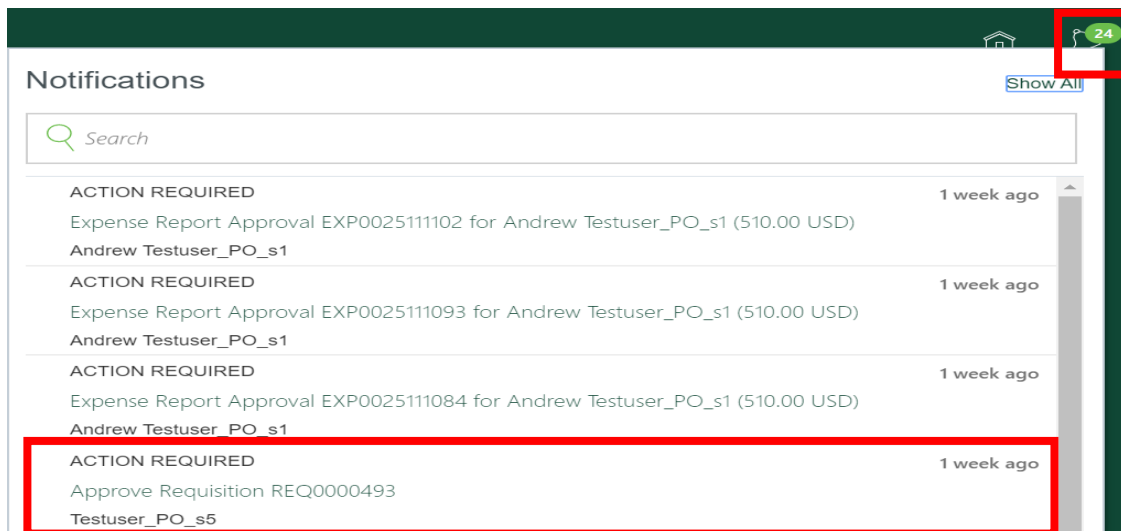 24
Notifications
Show All
Search
ACTION REQUIRED
1 week ago
Expense Report Approval EXP0025111102 for Andrew Testuser_PO_s1 (510.00 USD)
Andrew Testuser_PO_s1
ACTION REQUIRED
1 week ago
Expense Report Approval EXP0025111093 for Andrew Testuser_PO_s1 (510.00 USD)
Andrew Testuser_PO_s1
ACTION REQUIRED
1 week ago
Expense Report Approval EXP0025111084 for Andrew Testuser_PO_s1 (510.00 USD)
Andrew Testuser_PO_s1
ACTION REQUIRED
1 week ago
Approve Requisition REQ0000493
Testuser_PO_s5